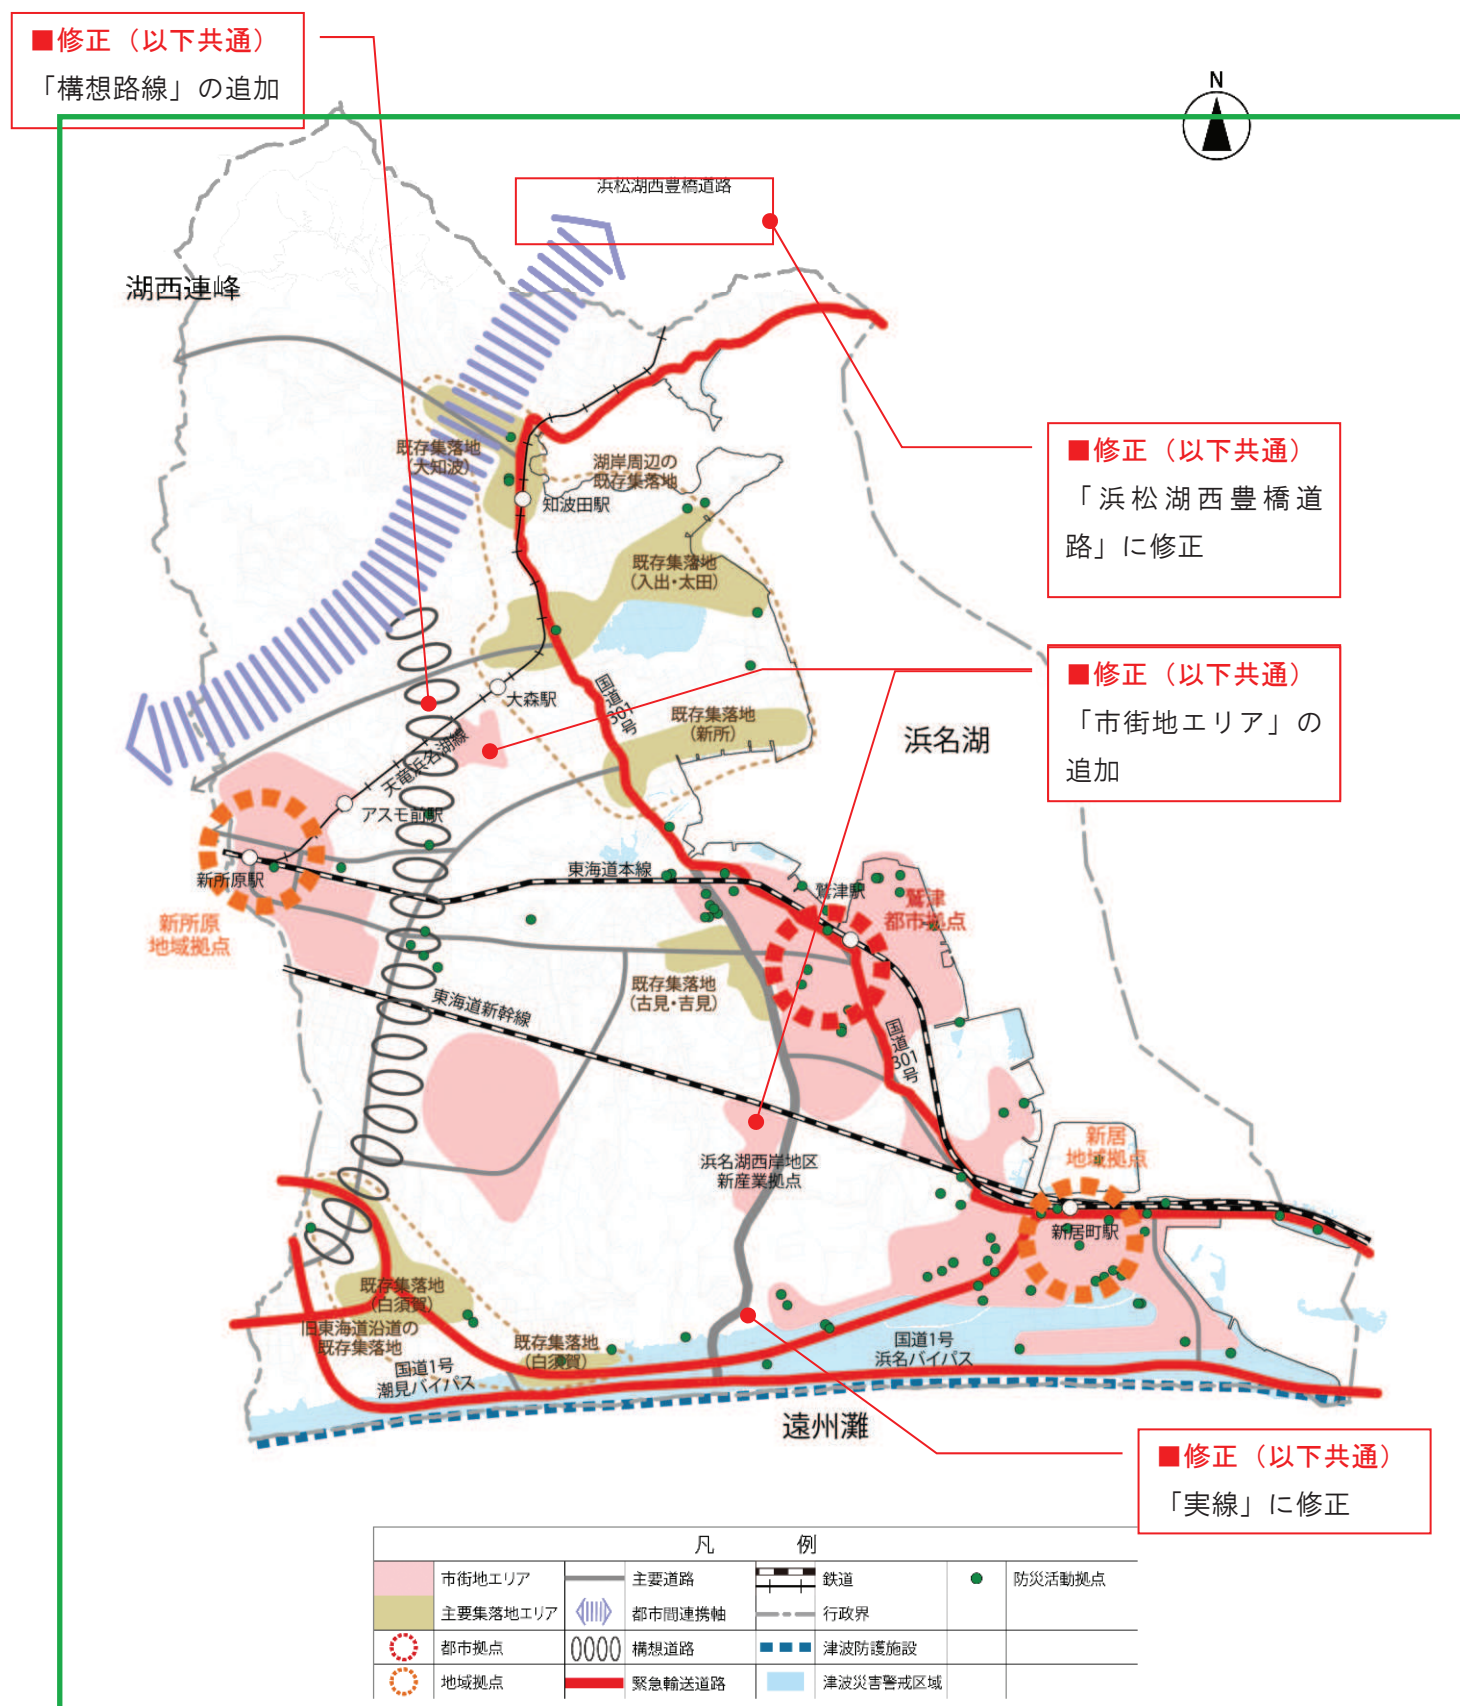 ■修正（以下共通）
「構想路線」の追加
N
浜松湖西豊橋道路
湖西連峰
■修正（以下共通）
「浜松湖西豊橋道
路」に修正
既存集落地
（大知波）
湖岸周辺の
既存集落地
知波田駅
既存集落地
（入出・太田）
■修正（以下共通）
「市街地エリア」の
追加
大森駅
国道301号
既存集落地
（新所）
浜名湖
天竜浜名湖線
アスモ前駅
新所原駅
東海道本線
鷲津駅
鷲津
都市拠点
新所原
地域拠点
既存集落地
（古見・吉見）
東海道新幹線
国道301号
新居
地域拠点
浜名湖西岸地区
新産業拠点
新居町駅
既存集落地
（白須賀）
旧東海道沿道の
既存集落地
既存集落地
（白須賀）
国道1号
潮見バイパス
国道1号
浜名バイパス
遠州灘
■修正（以下共通）
「実線」に修正
凡　例
市街地エリア 主要道路 鉄道 防災活動拠点
主要集落地エリア 都市間連携軸 行政界
都市拠点 構想道路 津波防護施設
地域拠点 緊急輸送道路 津波災害警戒区域